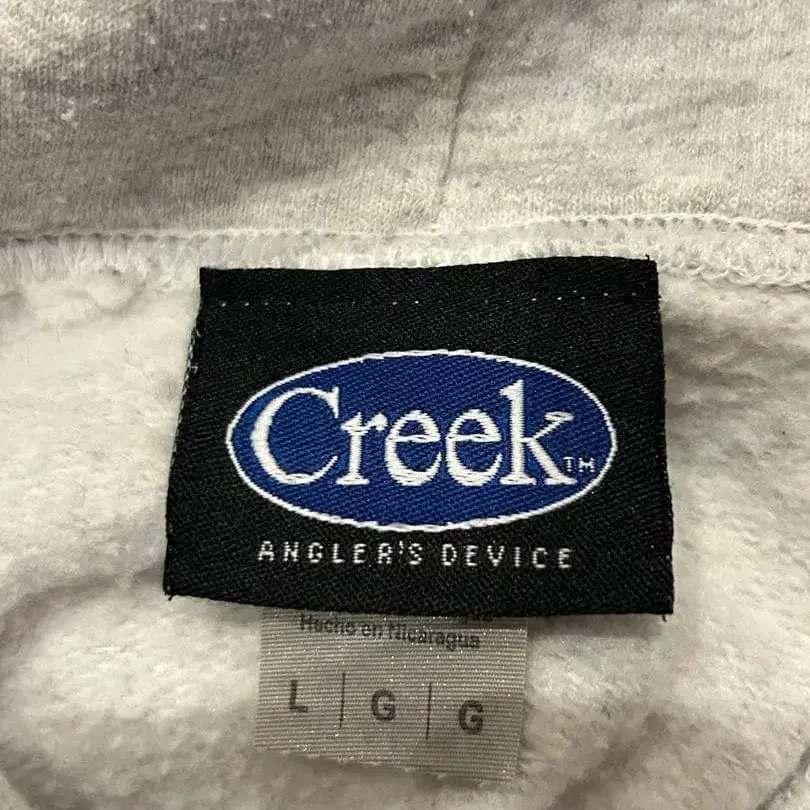 Creek™
ANGLER'S DEVICE
Hecho en Nicaragua
L | G | G